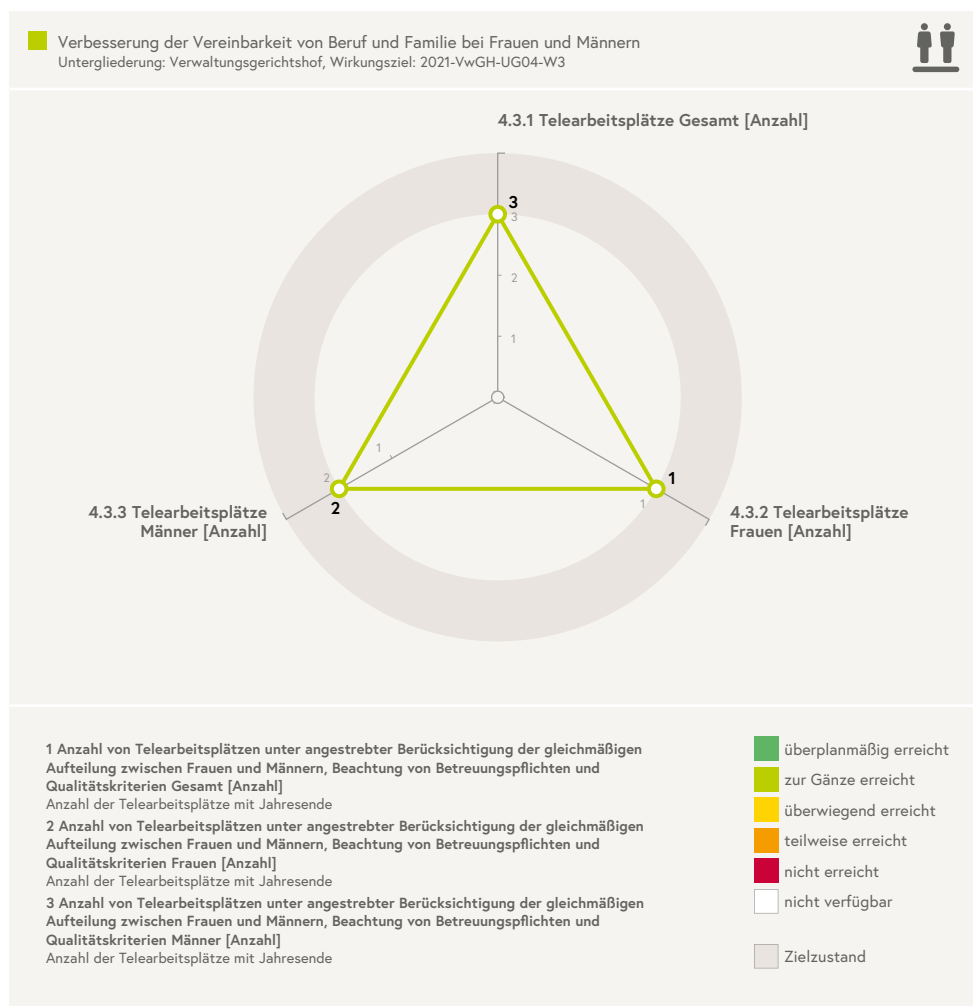 Verbesserung der Vereinbarkeit von Beruf und Familie bei Frauen und Männern
Untergliederung: Verwaltungsgerichtshof, Wirkungsziel: 2021-VwGH-UG04-W3
4.3.1 Telearbeitsplätze Gesamt [Anzahl]
3
3
2
1
1
2
2
1
1
4.3.3 Telearbeitsplätze
Männer [Anzahl]
4.3.2 Telearbeitsplätze
Frauen [Anzahl]
1 Anzahl von Telearbeitsplätzen unter angestrebter Berücksichtigung der gleichmäßigen
Aufteilung zwischen Frauen und Männern, Beachtung von Betreuungspflichten und
Qualitätskriterien Gesamt [Anzahl]
Anzahl der Telearbeitsplätze mit Jahresende
2 Anzahl von Telearbeitsplätzen unter angestrebter Berücksichtigung der gleichmäßigen
Aufteilung zwischen Frauen und Männern, Beachtung von Betreuungspflichten und
Qualitätskriterien Frauen [Anzahl]
Anzahl der Telearbeitsplätze mit Jahresende
3 Anzahl von Telearbeitsplätzen unter angestrebter Berücksichtigung der gleichmäßigen
Aufteilung zwischen Frauen und Männern, Beachtung von Betreuungspflichten und
Qualitätskriterien Männer [Anzahl]
Anzahl der Telearbeitsplätze mit Jahresende
überplanmäßig erreicht
zur Gänze erreicht
überwiegend erreicht
teilweise erreicht
nicht erreicht
nicht verfügbar
Zielzustand